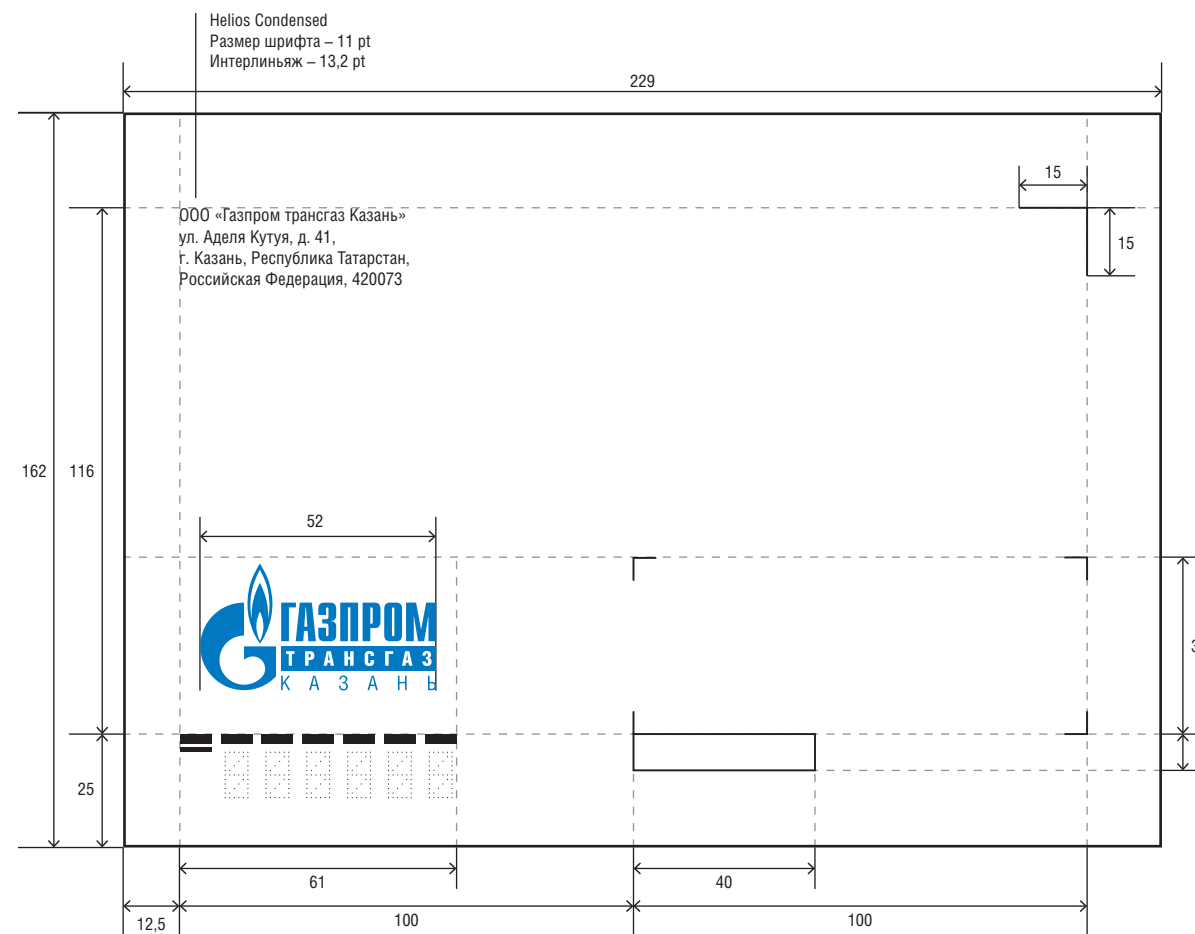 Helios Condensed
Размер шрифта – 11 pt
Интерлиньяж – 13,2 pt
229
15
15
ООО «Газпром трансгаз Казань»
ул. Аделя Кутуя, д. 41,
г. Казань, Республика Татарстан,
Российская Федерация, 420073
162
116
52
ГАЗПРОМ
ТРАНСГАЗ
КАЗАНЬ
25
61
40
12,5
100
100